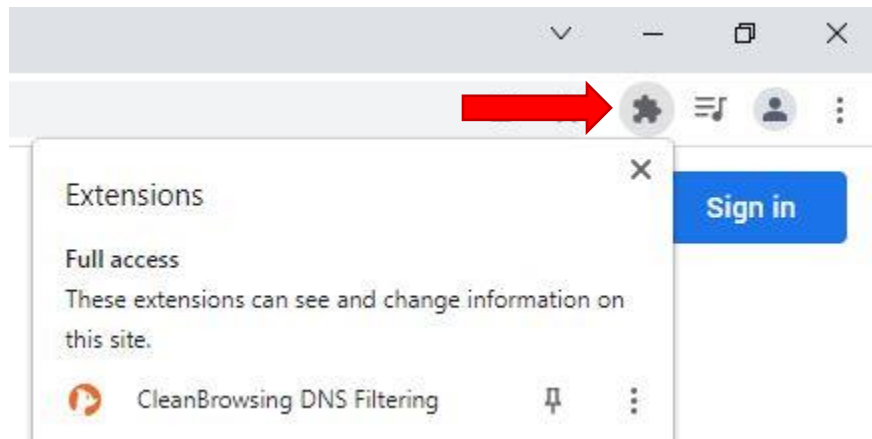 Extensions
Sign in
Full access
These extensions can see and change information on
this site.
CleanBrowsing DNS Filtering